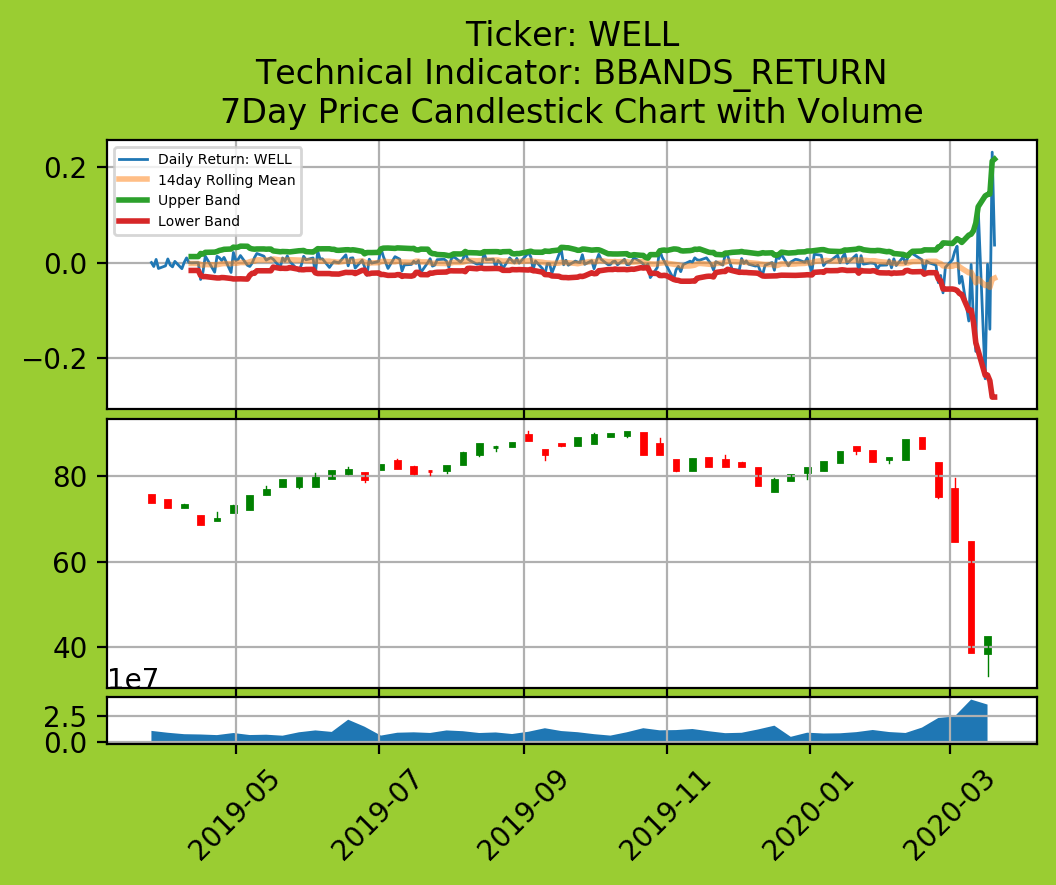 Ticker: WELL
Technical Indicator: BBANDS_RETURN
7Day Price Candlestick Chart with Volume
Daily Return: WELL
14day Rolling Mean
Upper Band
Lower Band
0.2
0.0
−0.2
80
60
40
1e7
2.5
0.0
2019-05
2019-07
2019-09
2019-11
2020-01
2020-03